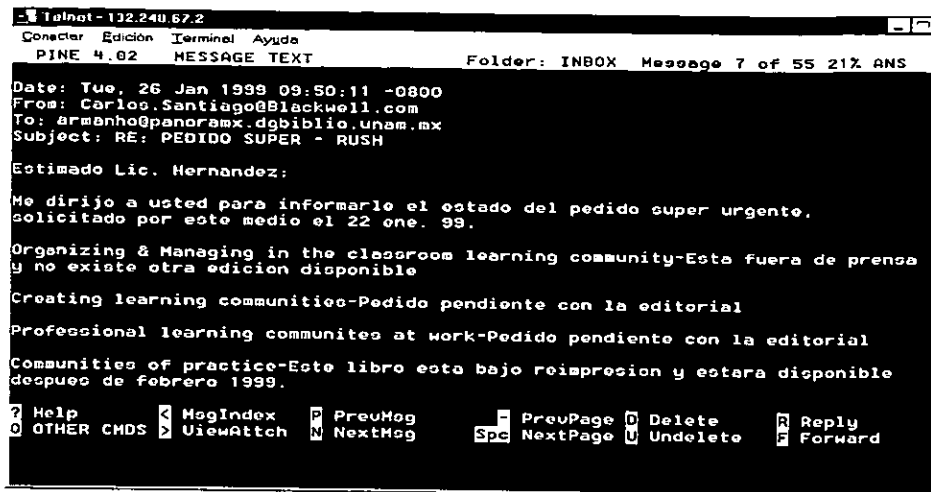 Telnet - 132.248.67.2
Conectar Edición Terminal Ayuda
PINE 4.02 MESSAGE TEXT Folder: INBOX Message 7 of 55 21% ANS
Date: Tue, 26 Jan 1999 09:50:11 -0800
From: Carlos.Santiago@Blackwell.com
To: armanho@panoramx.dgbiblio.unam.mx
Subject: RE: PEDIDO SUPER - RUSH
Estimado Lic. Hernandez:
Me dirijo a usted para informarle el estado del pedido super urgente,
solicitado por este medio el 22 ene. 99.
Organizing & Managing in the classroom learning community-Esta fuera de prensa
y no existe otra edicion disponible
Creating learning communities-Pedido pendiente con la editorial
Professional learning communites at work-Pedido pendiente con la editorial
Communities of practice-Este libro esta bajo reimpresion y estara disponible
despues de febrero 1999.
? Help < MsgIndex P PrevMsg - PrevPage D Delete R Reply
O OTHER CMDS > ViewAttch N NextMsg Spc NextPage U Undelete F Forward